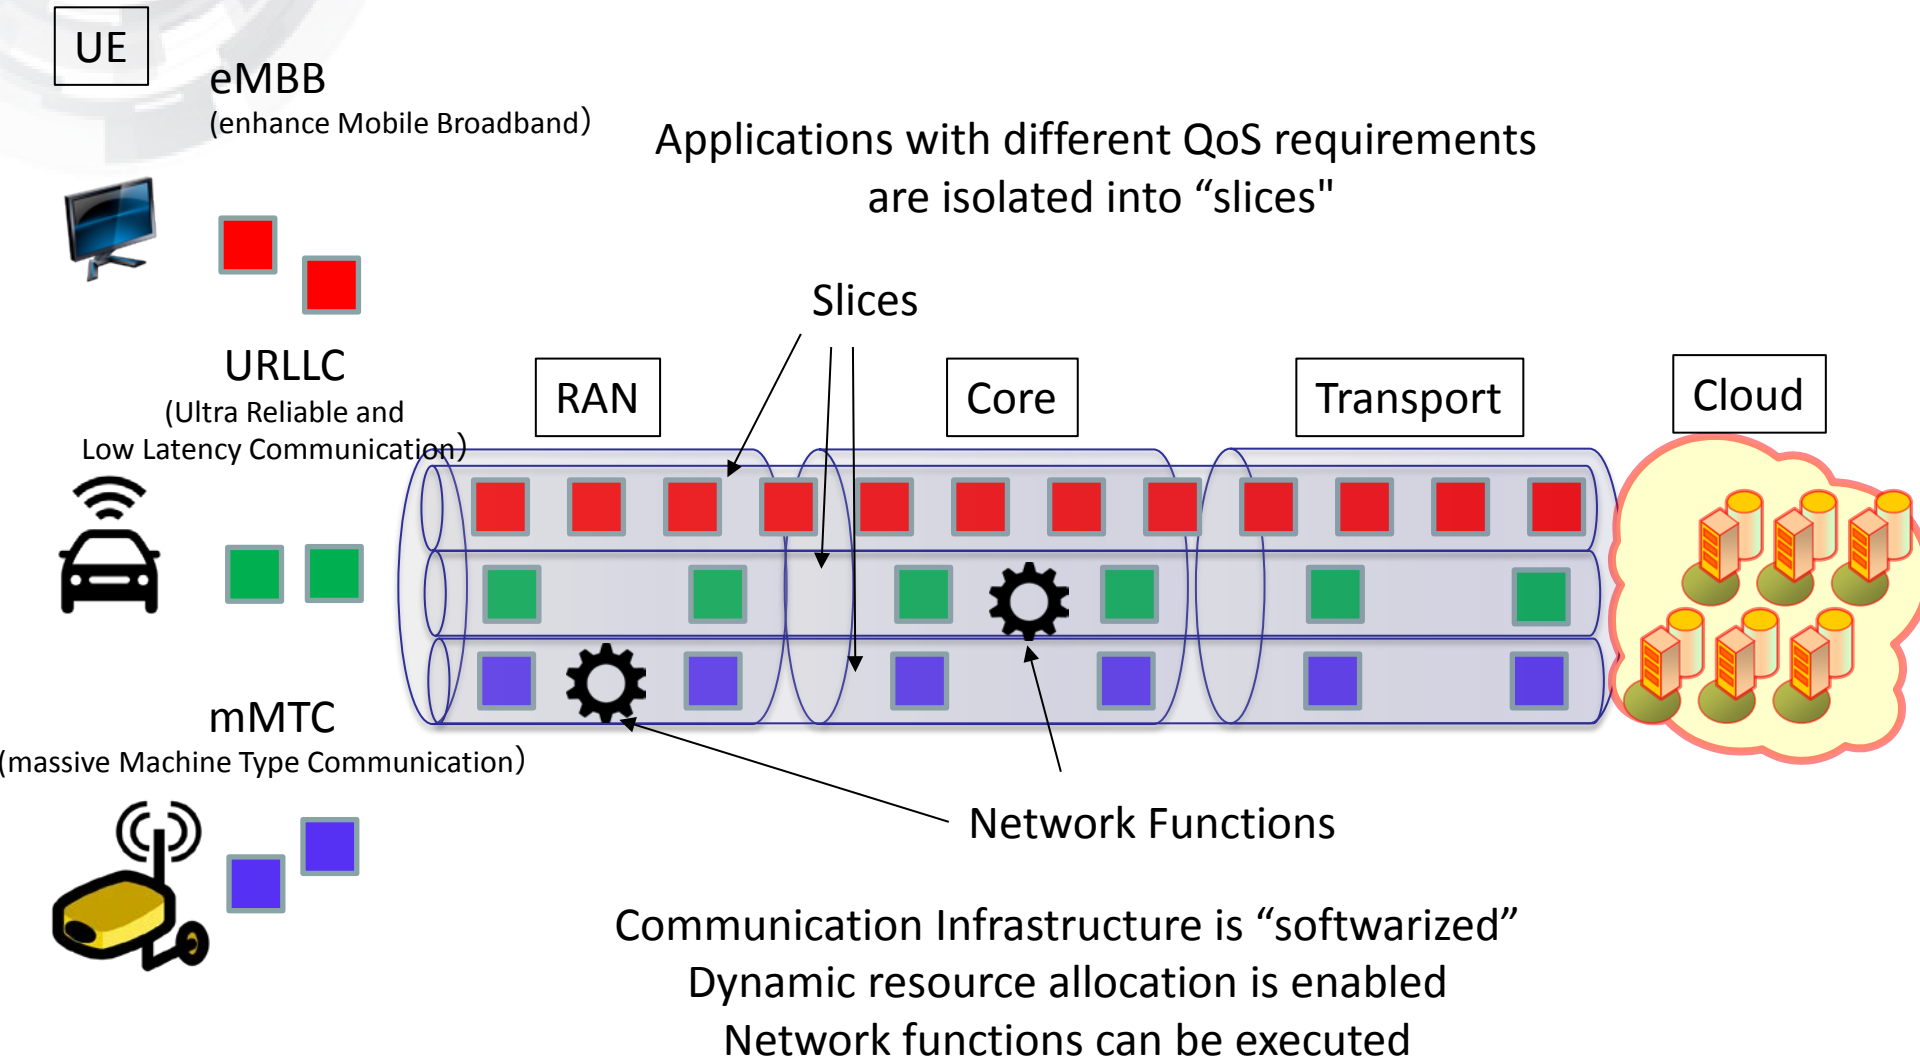 UE
eMBB
(enhance Mobile Broadband）
Applications with different QoS requirements
are isolated into “slices"
Slices
URLLC
(Ultra Reliable and
Low Latency Communication）
RAN
Core
Transport
Cloud
mMTC
(massive Machine Type Communication）
Network Functions
Communication Infrastructure is “softwarized”
Dynamic resource allocation is enabled
Network functions can be executed